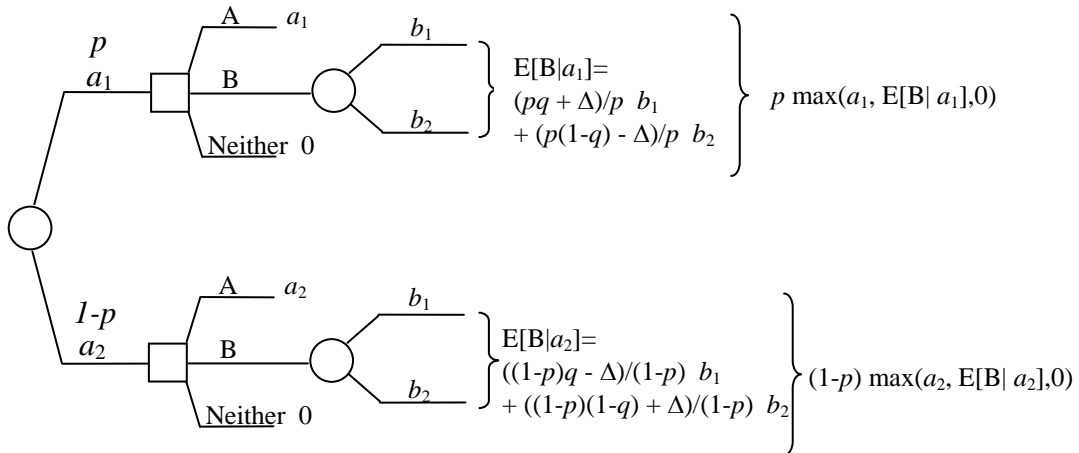 A a₁
p
a₁
B
Neither 0
b₁
b₂
E[B|a₁]=
(pq + Δ)/p b₁
+ (p(1-q) - Δ)/p b₂
p max(a₁, E[B| a₁],0)
A a₂
1-p
a₂
B
Neither 0
b₁
b₂
E[B|a₂]=
((1-p)q - Δ)/(1-p) b₁
+ ((1-p)(1-q) + Δ)/(1-p) b₂
(1-p) max(a₂, E[B| a₂],0)